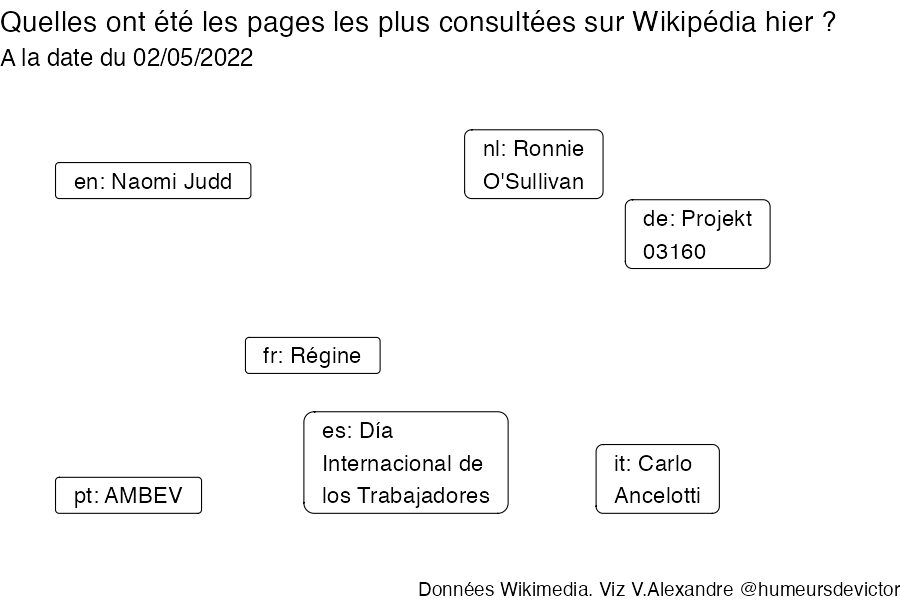 Quelles ont été les pages les plus consultées sur Wikipédia hier ?
A la date du 02/05/2022
nl: Ronnie
O'Sullivan
en: Naomi Judd
de: Projekt
03160
fr: Régine
es: Día
Internacional de
los Trabajadores
it: Carlo
Ancelotti
pt: AMBEV
Données Wikimedia. Viz V.Alexandre @humeursdevictor